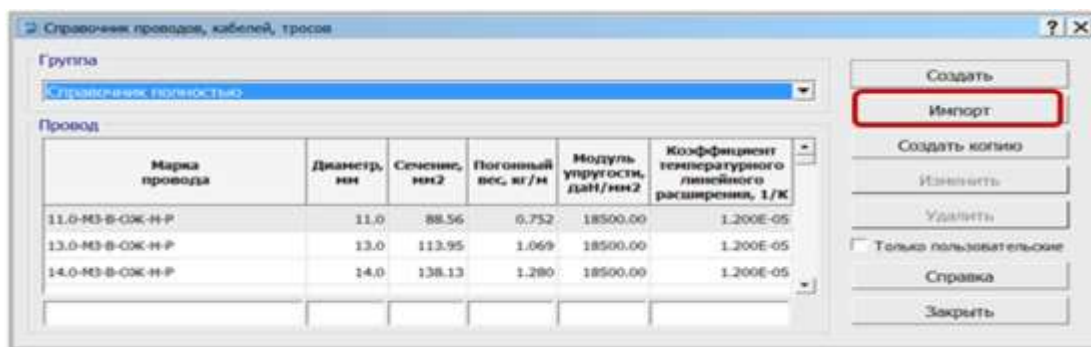 Справочник проводов, кабелей, тросов
Группа
Справочник полностью
Провод
Марка провода Диаметр, мм Сечение, мм2 Погонный вес, кг/м Модуль упругости, даН/мм2 Коэффициент температурного линейного расширения, 1/К
11.0-МЗ-В-ОЖ-Н-Р 11.0 88.56 0.752 18500.00 1.200E-05
13.0-МЗ-В-ОЖ-Н-Р 13.0 113.95 1.069 18500.00 1.200E-05
14.0-МЗ-В-ОЖ-Н-Р 14.0 138.13 1.280 18500.00 1.200E-05
Создать
Импорт
Создать копию
Изменить
Удалить
Только пользовательские
Справка
Закрыть